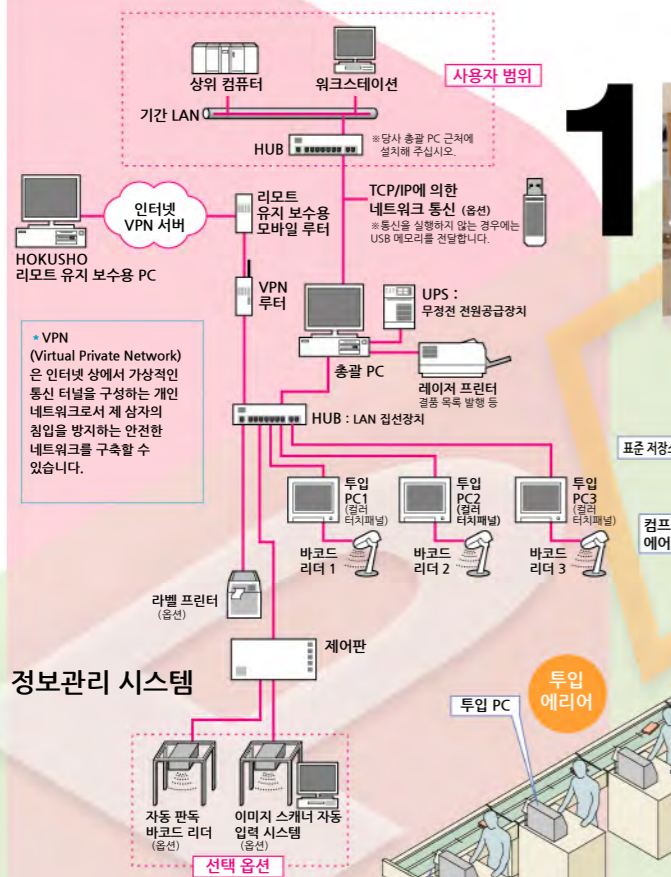 상위 컴퓨터
워크스테이션
사용자 범위
기간 LAN
HUB
※당사 총괄 PC 근처에
설치해 주십시오.
1
TCP/IP에 의한
네트워크 통신 (옵션)
※통신을 실행하지 않는 경우에는
USB 메모리를 전달합니다.
인터넷
VPN 서버
리모트
유지 보수용
모바일 루터
HOKUSHO
리모트 유지 보수용 PC
VPN
루터
UPS :
무정전 전원공급장치
총괄 PC
레이저 프린터
결품 목록 발행 등
* VPN
(Virtual Private Network)
은 인터넷 상에서 가상적인
통신 터널을 구성하는 개인
네트워크로서 제 삼자의
침입을 방지하는 안전한
네트워크를 구축할 수
있습니다.
HUB : LAN 집선장치
표준 저장소
투입
PC1
(컬러
터치패널)
투입
PC2
(컬러
터치패널)
투입
PC3
(컬러
터치패널)
컴프
에어
바코드
리더 1
바코드
리더 2
바코드
리더 3
라벨 프린터
(옵션)
제어판
정보관리 시스템
투입
에리어
투입 PC
자동 판독
바코드 리더
(옵션)
이미지 스캐너 자동
입력 시스템
(옵션)
선택 옵션